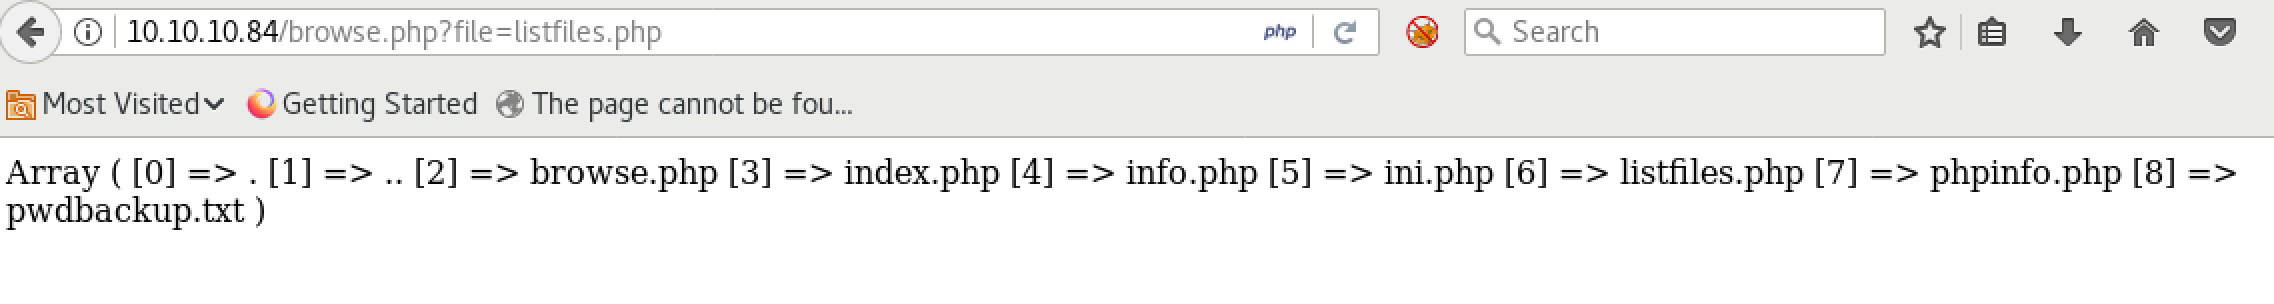 10.10.10.84/browse.php?file=listfiles.php php Search
Most Visited Getting Started The page cannot be fou...
Array ( [0] => . [1] => .. [2] => browse.php [3] => index.php [4] => info.php [5] => ini.php [6] => listfiles.php [7] => phpinfo.php [8] =>
pwdbackup.txt )